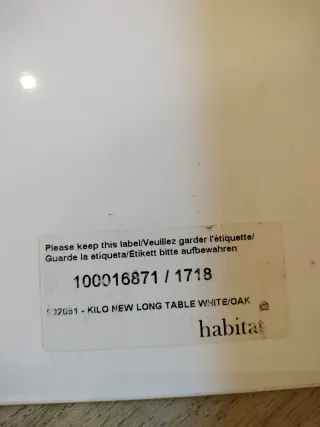 Please keep this label/Veuillez garder l'étiquette/
Guarde la etiqueta/Etikett bitte aufbewahren
100016871 / 1718
902051 - KILO NEW LONG TABLE WHITE/OAK
habitat